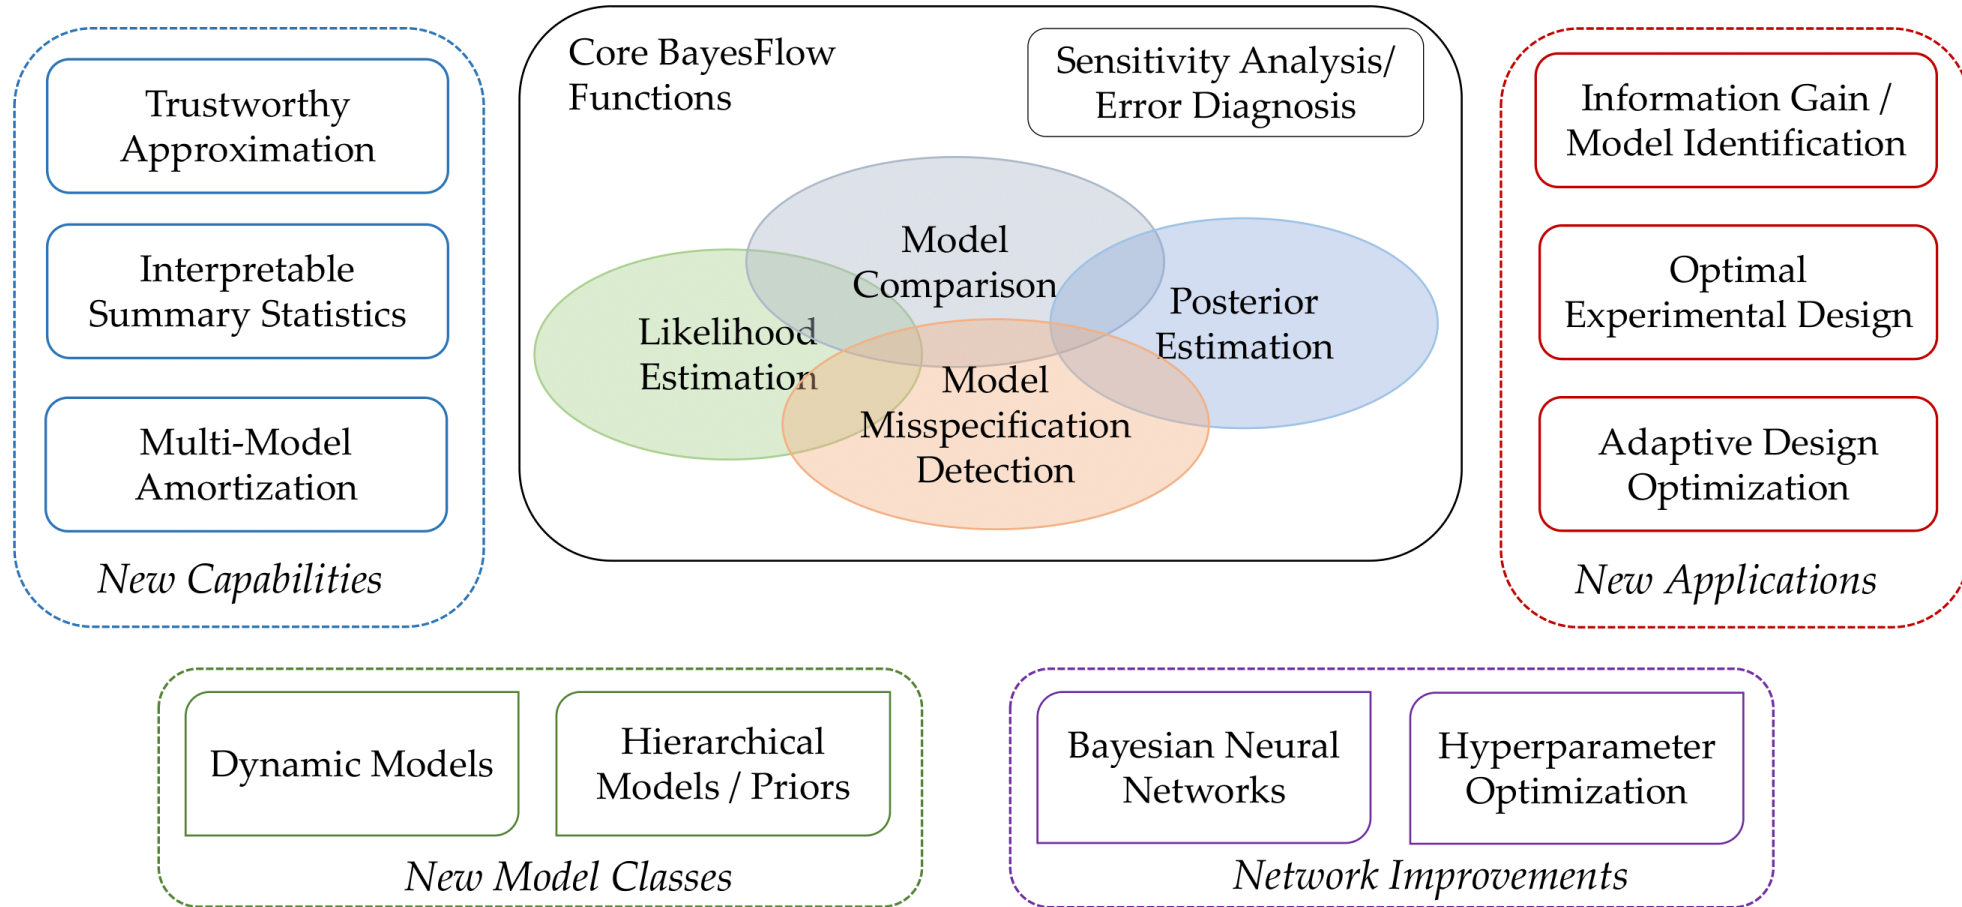 Trustworthy
Approximation
Interpretable
Summary Statistics
Multi-Model
Amortization
New Capabilities
Core BayesFlow
Functions
Sensitivity Analysis/
Error Diagnosis
Model
Comparison
Likelihood
Estimation
Posterior
Estimation
Model
Misspecification
Detection
Information Gain /
Model Identification
Optimal
Experimental Design
Adaptive Design
Optimization
New Applications
Dynamic Models
Hierarchical
Models / Priors
New Model Classes
Bayesian Neural
Networks
Hyperparameter
Optimization
Network Improvements